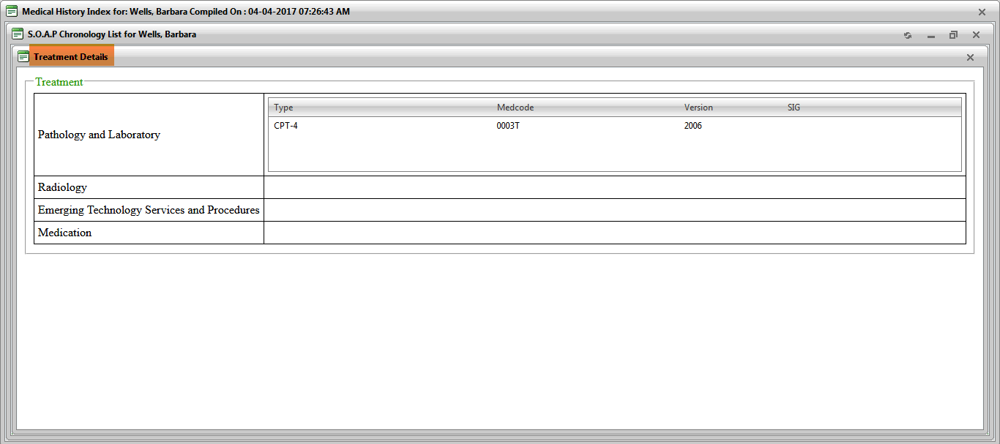 Medical History Index for: Wells, Barbara Compiled On : 04-04-2017 07:26:43 AM
S.O.A.P Chronology List for Wells, Barbara
Treatment Details
Treatment
Type Medcode Version SIG
CPT-4 0003T 2006
Pathology and Laboratory
Radiology
Emerging Technology Services and Procedures
Medication